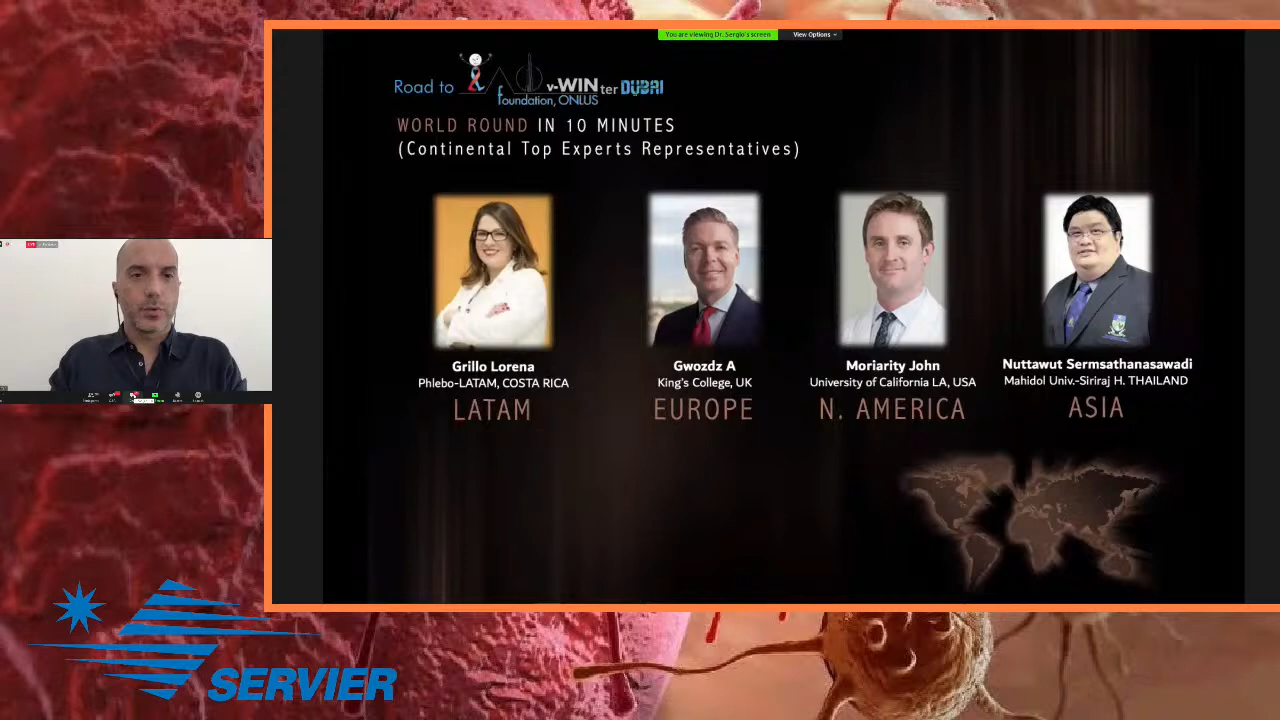 You are viewing Dr. Sergio's screen
View Options
Road to
v-WINter DUBAI
foundation, ONLUS
WORLD ROUND IN 10 MINUTES
(Continental Top Experts Representatives)
Grillo Lorena
Phlebo-LATAM, COSTA RICA
LATAM
Gwozdz A
King's College, UK
EUROPE
Moriarity John
University of California LA, USA
N. AMERICA
Nuttawut Sermsathanasawadi
Mahidol Univ.-Siriraj H. THAILAND
ASIA
SERVIER